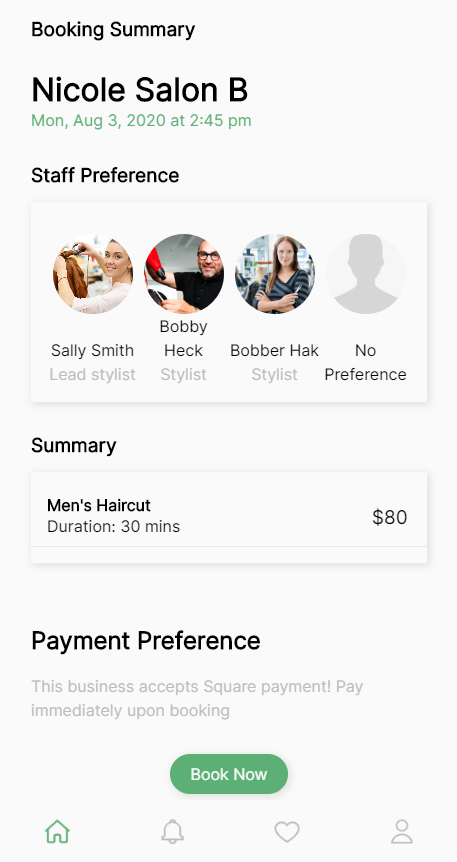 Booking Summary
Nicole Salon B
Mon, Aug 3, 2020 at 2:45 pm
Staff Preference
Sally Smith
Lead stylist
Bobby
Heck
Stylist
Bobber Hak
Stylist
No
Preference
Summary
Men's Haircut
Duration: 30 mins
$80
Payment Preference
This business accepts Square payment! Pay
immediately upon booking
Book Now